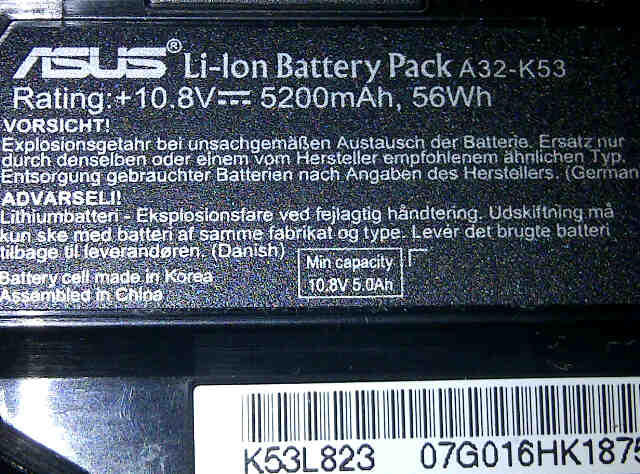 ASUS® Li-Ion Battery Pack A32-K53
Rating:+10.8V⎓ 5200mAh, 56Wh
VORSICHT!
Explosionsgetahr bei unsachgemäßen Austausch der Batterie. Ersatz nur
durch denselben oder einem vom Hersteller empfohlenem ähnlichen Typ.
Entsorgung gebrauchter Batterien nach Angaben des Herstellers. (German
ADVARSELI.
Lithiumbatteri - Eksplosionsfare ved fejlagtig håndtering. Udskiftning må
kun ske med batteri af samme fabrikat og type. Levér det brugte batteri
tilbage til leverandøren. (Danish)
Battery cell made in Korea
Assembled in China
Min capacity
10.8V 5.0Ah
K53L823 07G016HK1875